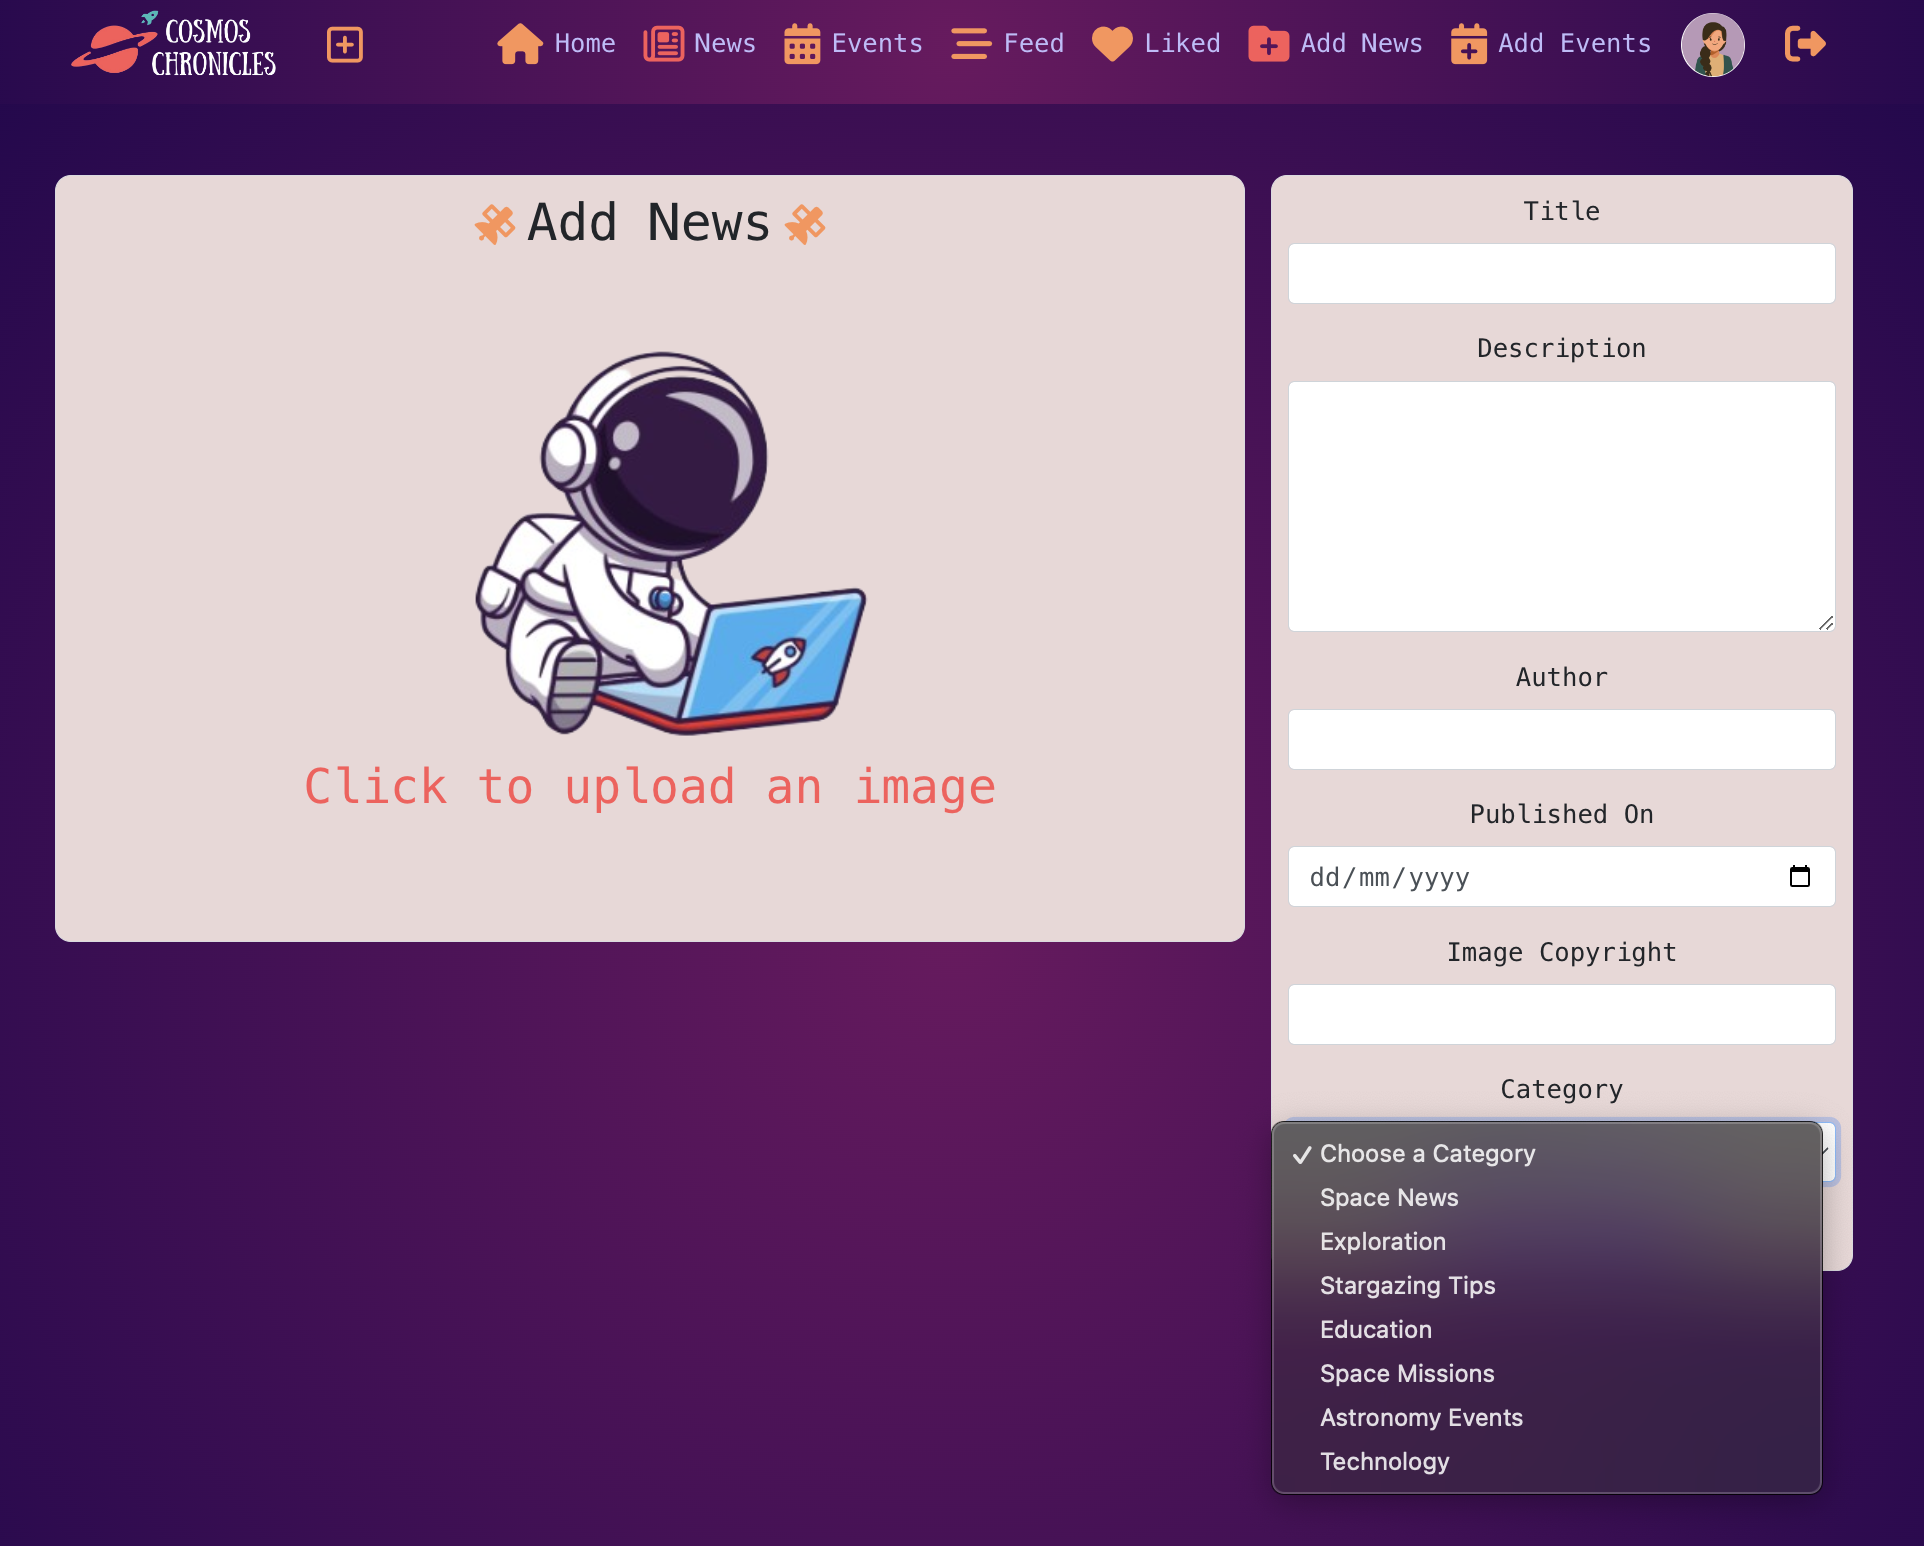 COSMOS
CHRONICLES
Home News Events Feed Liked Add News Add Events
Add News
Click to upload an image
Title
Description
Author
Published On
dd/mm/yyyy
Image Copyright
Category
✓ Choose a Category
Space News
Exploration
Stargazing Tips
Education
Space Missions
Astronomy Events
Technology